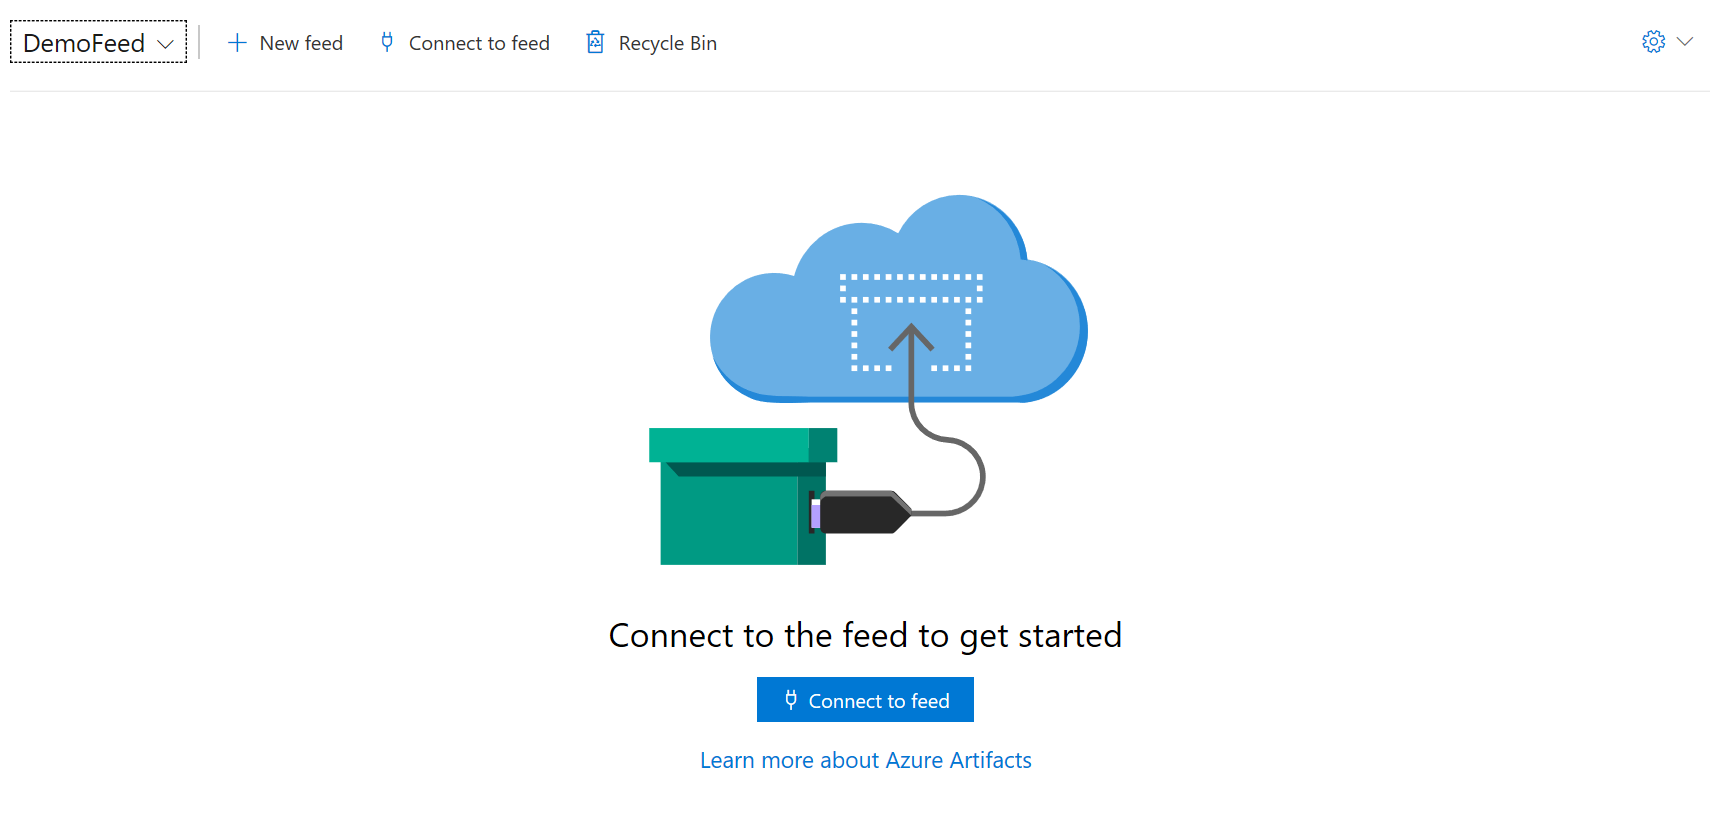 DemoFeed New feed Connect to feed Recycle Bin
Connect to the feed to get started
Connect to feed
Learn more about Azure Artifacts